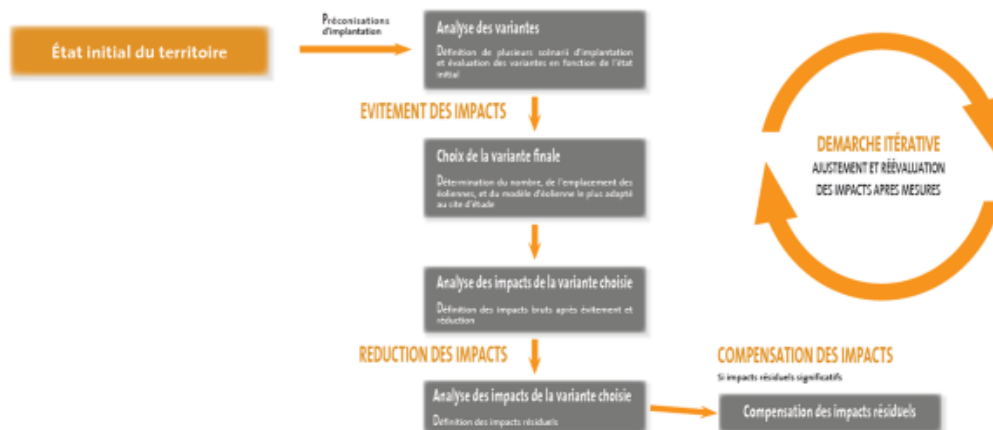 État initial du territoire
Préconisations
d'implantation
Analyse des variantes
Définition de plusieurs scénarii d'implantation
et évaluation des variantes en fonction de l'état
initial
EVITEMENT DES IMPACTS
Choix de la variante finale
Détermination du nombre, de l'emplacement des
éoliennes, et du modèle d'éolienne le plus adapté
au site d'étude
Analyse des impacts de la variante choisie
Définition des impacts bruts après évitement et
réduction
REDUCTION DES IMPACTS
Analyse des impacts de la variante choisie
Définition des impacts résiduels
COMPENSATION DES IMPACTS
Si impacts résiduels significatifs
Compensation des impacts résiduels
DEMARCHE ITÉRATIVE
AJUSTEMENT ET RÉÉVALUATION
DES IMPACTS APRES MESURES